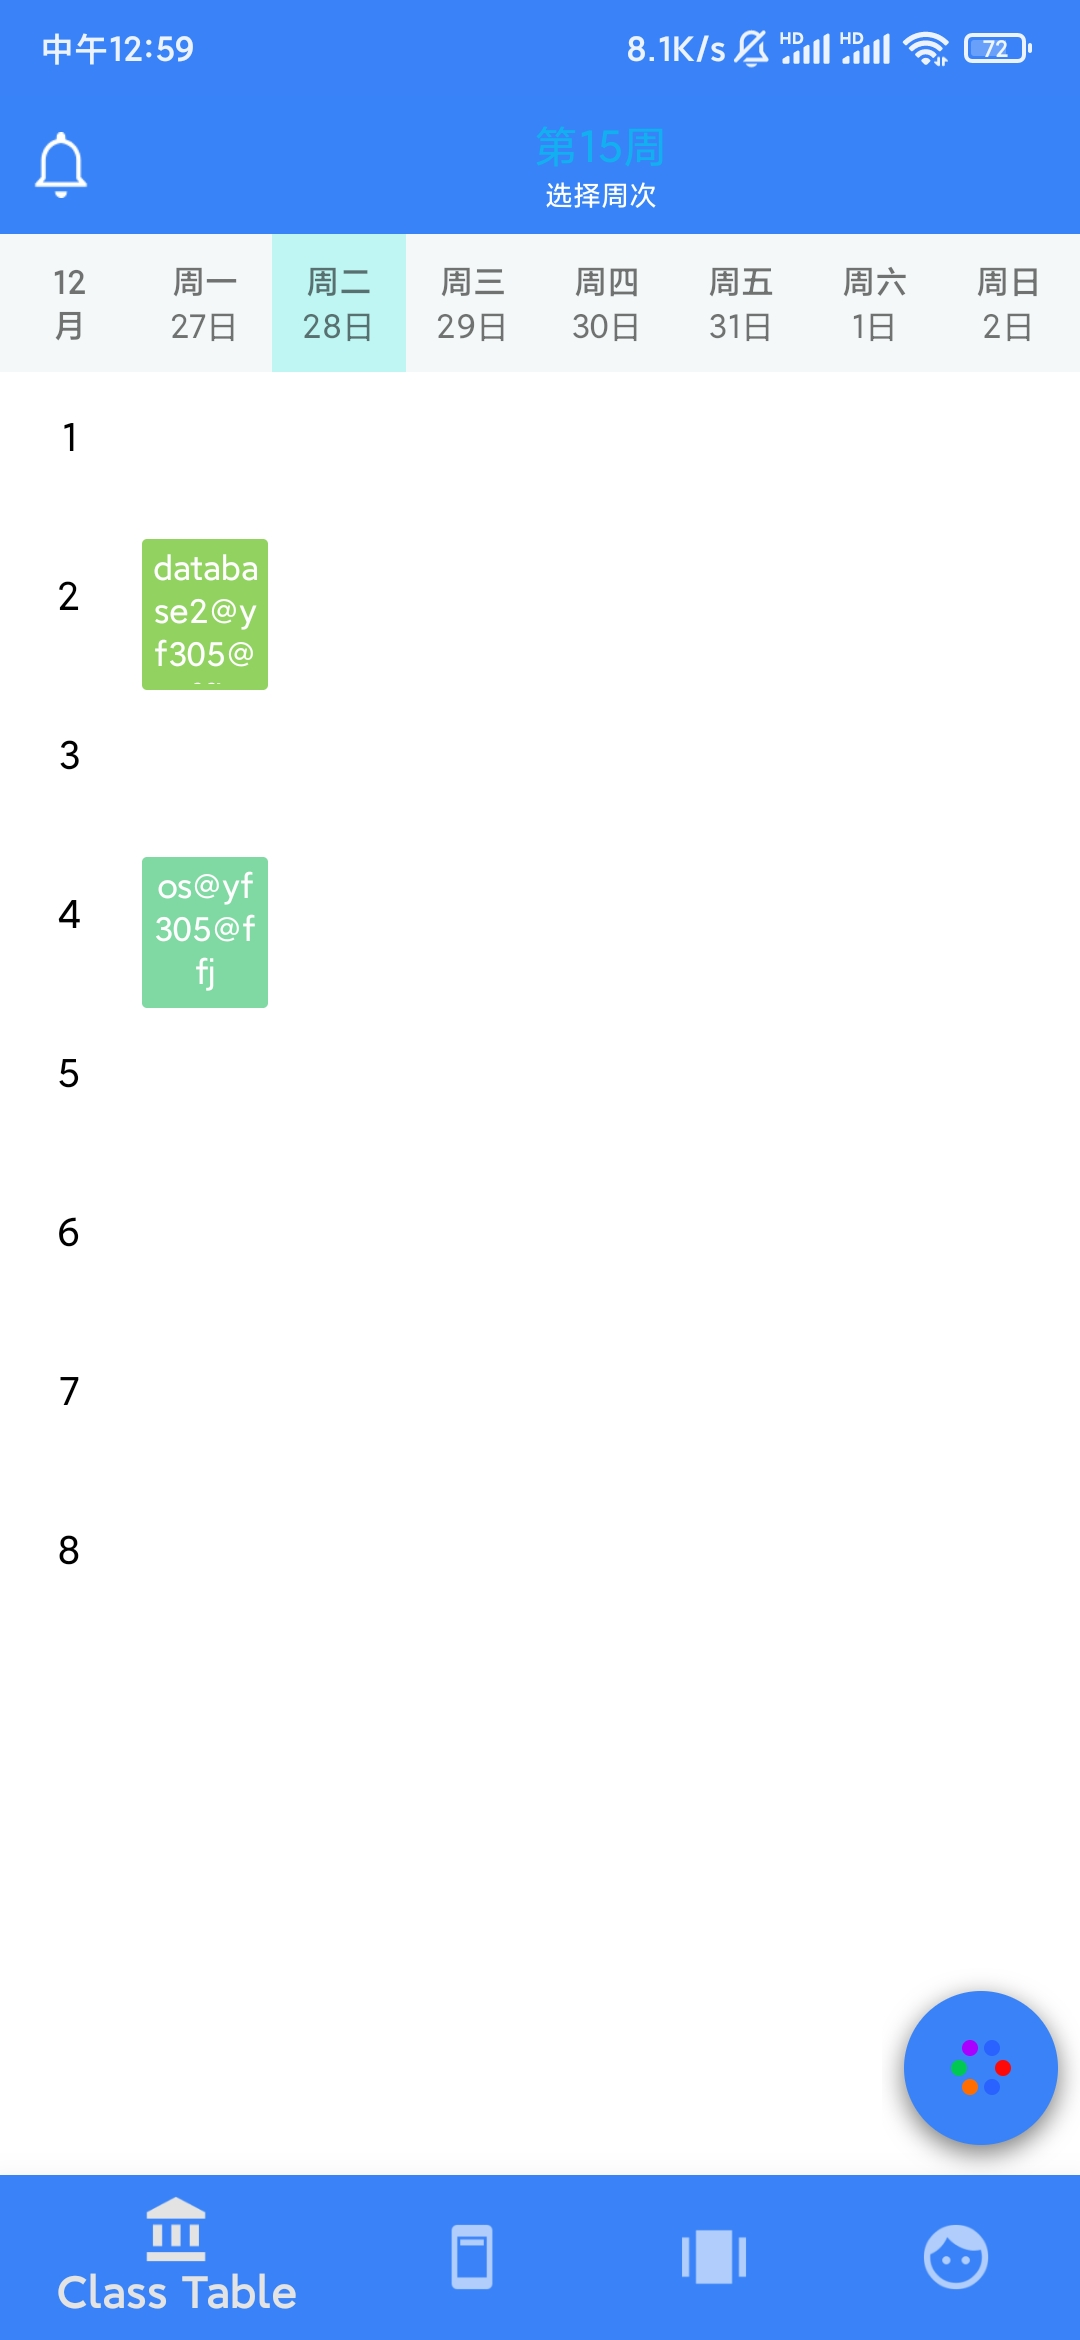 中午12:59
8.1K/s HD HD 72
第15周
选择周次
12 周一 周二 周三 周四 周五 周六 周日
月 27日 28日 29日 30日 31日 1日 2日
1
databa
2
se2@y
f305@
3
os@yf
4
305@f
fj
5
6
7
8
Class Table